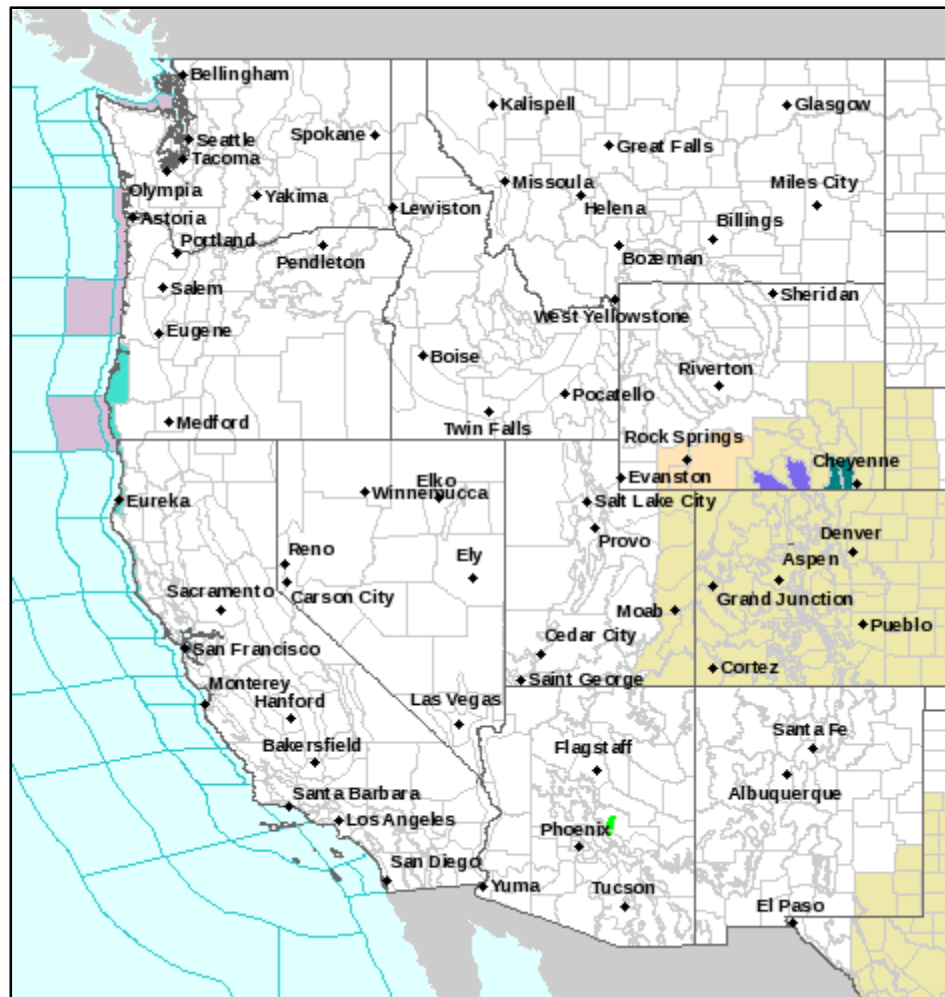 Bellingham
Kalispell
Glasgow
Seattle
Spokane
Great Falls
Tacoma
Missoula
Miles City
Olympia
Yakima
Helena
Lewiston
Astoria
Billings
Portland
Bozeman
Pendleton
Salem
Sheridan
West Yellowstone
Eugene
Boise
Riverton
Pocatello
Medford
Twin Falls
Rock Springs
Cheyenne
Evanston
Elko
Winnemucca
Eureka
Salt Lake City
Denver
Provo
Reno
Ely
Aspen
Sacramento
Carson City
Grand Junction
Moab
Pueblo
Cedar City
San Francisco
Cortez
Saint George
Monterey
Hanford
Las Vegas
Santa Fe
Flagstaff
Bakersfield
Albuquerque
Santa Barbara
Los Angeles
Phoenix
San Diego
Yuma
Tucson
El Paso